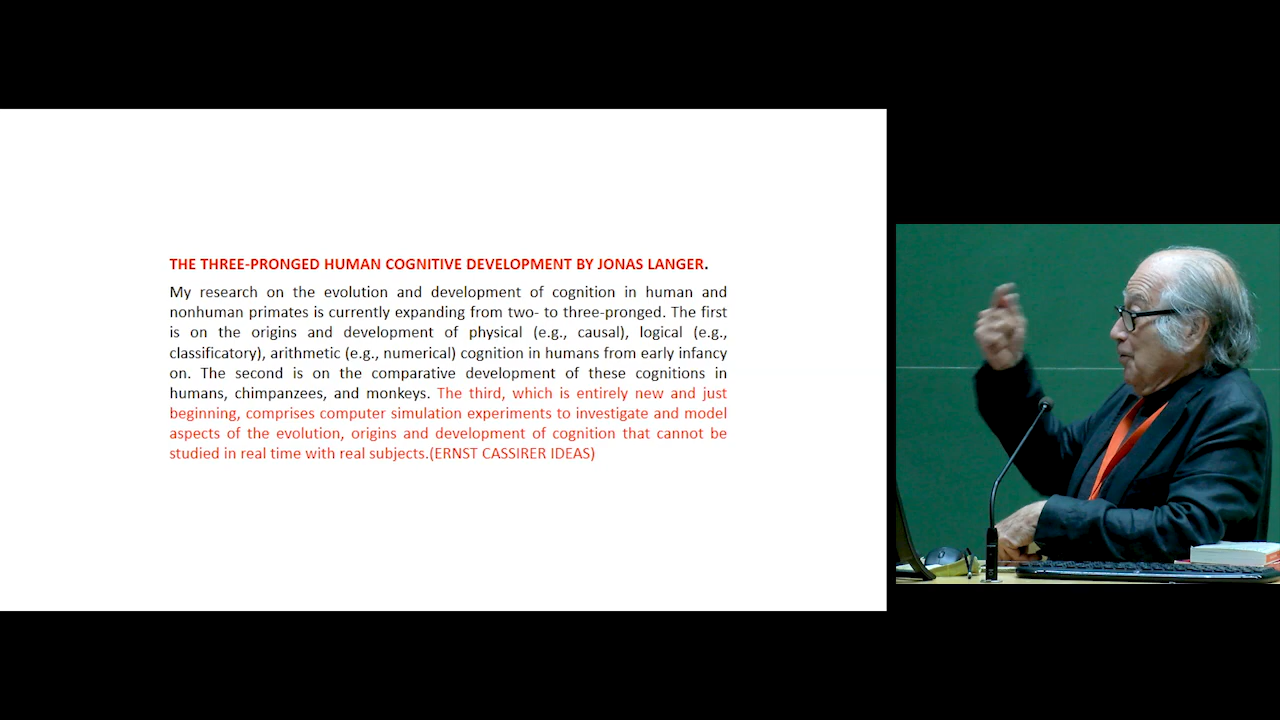 THE THREE-PRONGED HUMAN COGNITIVE DEVELOPMENT BY JONAS LANGER.
My research on the evolution and development of cognition in human and
nonhuman primates is currently expanding from two- to three-pronged. The first
is on the origins and development of physical (e.g., causal), logical (e.g.,
classificatory), arithmetic (e.g., numerical) cognition in humans from early infancy
on. The second is on the comparative development of these cognitions in
humans, chimpanzees, and monkeys. The third, which is entirely new and just
beginning, comprises computer simulation experiments to investigate and model
aspects of the evolution, origins and development of cognition that cannot be
studied in real time with real subjects.(ERNST CASSIRER IDEAS)